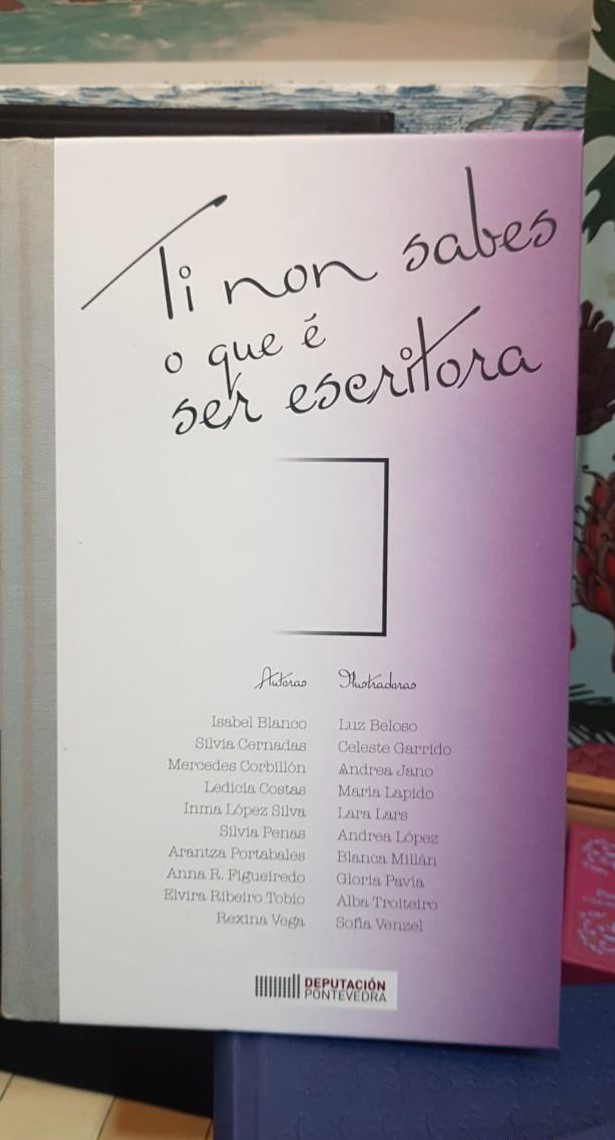 Ti non sabes
o que é
ser escritora
Autoras
Isabel Blanco
Silvia Cernadas
Mercedes Corbillón
Ledicia Costas
Inma López Silva
Silvia Penas
Arantza Portabales
Anna R. Figueiredo
Elvira Ribeiro Tobío
Rexina Vega
Ilustradoras
Luz Beloso
Celeste Garrido
Andrea Jano
María Lapido
Lara Lars
Andrea López
Blanca Millán
Gloria Pavía
Alba Troiteiro
Sofía Venzel
DEPUTACIÓN
PONTEVEDRA